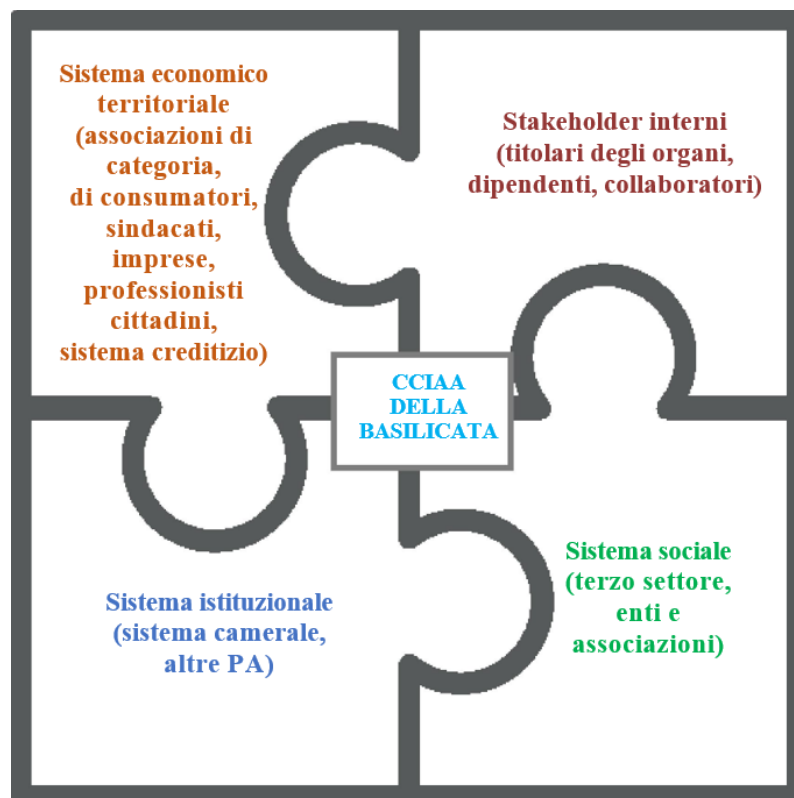 Sistema economico
territoriale
(associazioni di
categoria,
di consumatori,
sindacati,
imprese,
professionisti
cittadini,
sistema creditizio)
Stakeholder interni
(titolari degli organi,
dipendenti, collaboratori)
CCIAA
DELLA
BASILICATA
Sistema istituzionale
(sistema camerale,
altre PA)
Sistema sociale
(terzo settore,
enti e
associazioni)